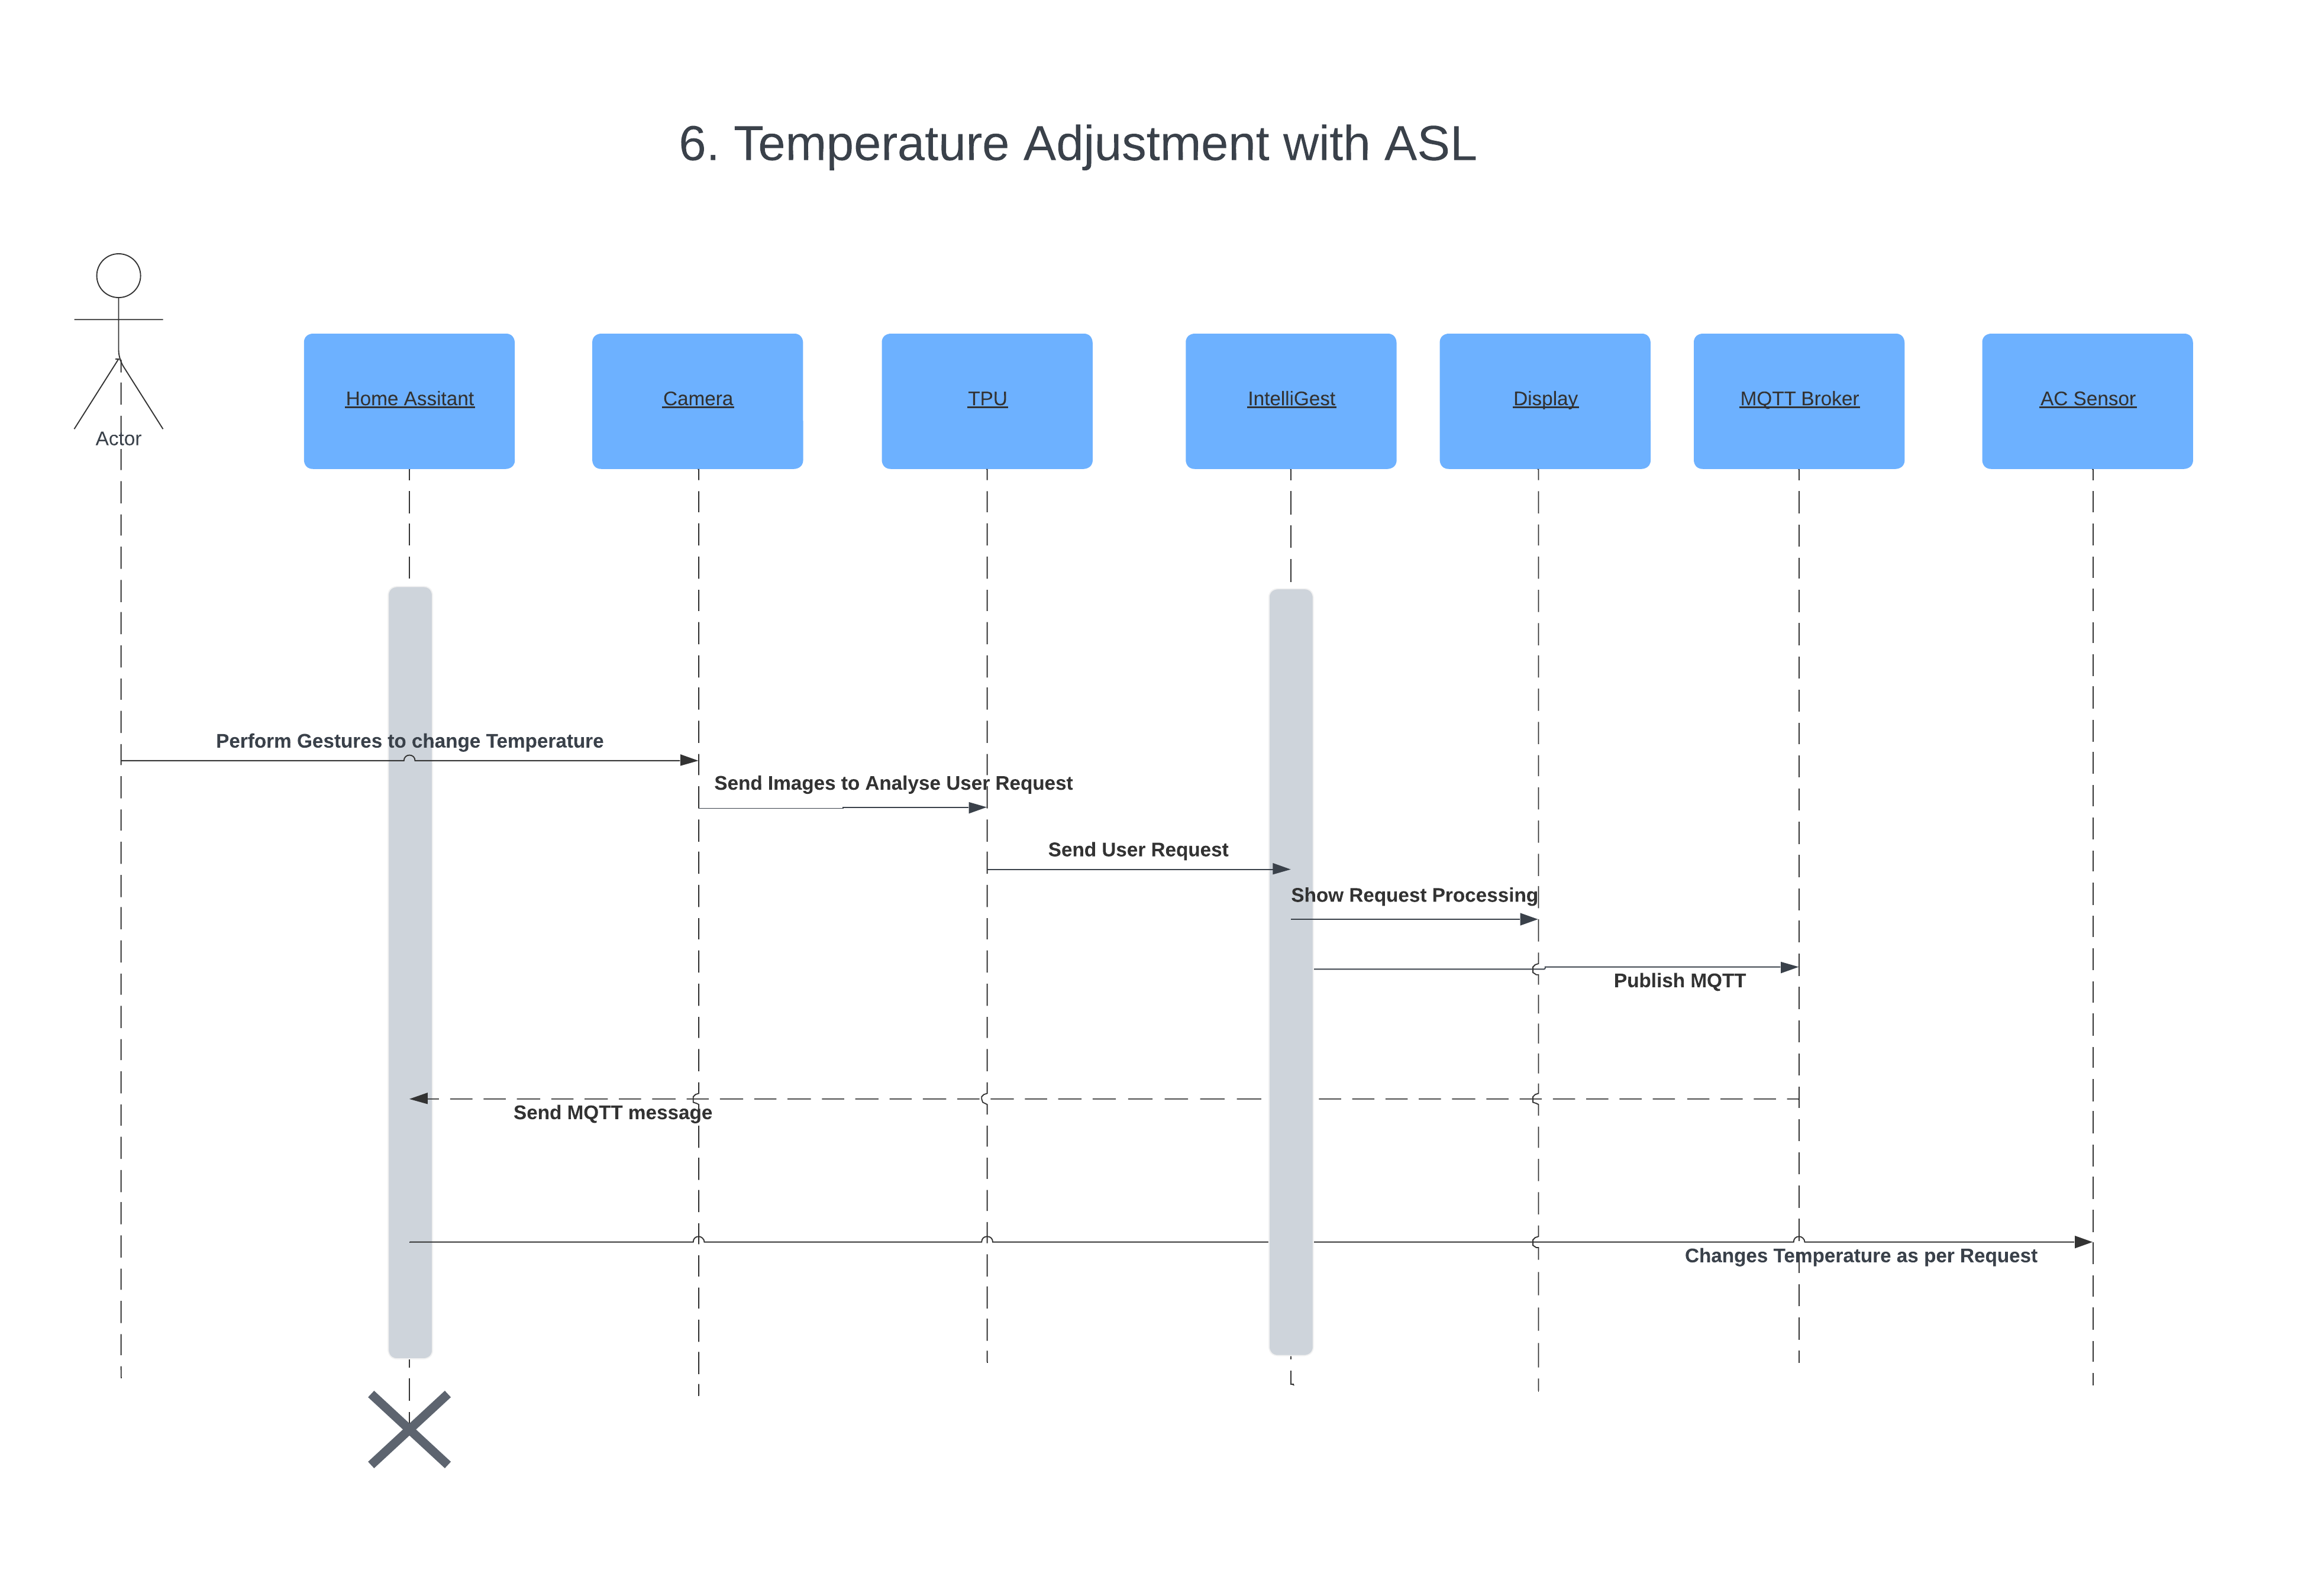 6. Temperature Adjustment with ASL
Actor
Home Assitant
Camera
TPU
IntelliGest
Display
MQTT Broker
AC Sensor
Perform Gestures to change Temperature
Send Images to Analyse User Request
Send User Request
Show Request Processing
Publish MQTT
Send MQTT message
Changes Temperature as per Request